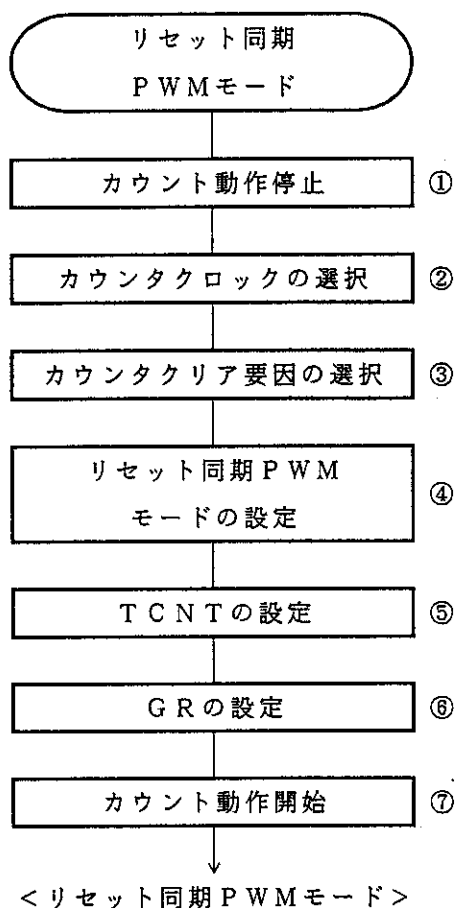 リセット同期
PWMモード
カウント動作停止 ①
カウンタクロックの選択 ②
カウンタクリア要因の選択 ③
リセット同期PWM
モードの設定 ④
TCNTの設定 ⑤
GRの設定 ⑥
カウント動作開始 ⑦
<リセット同期PWMモード>